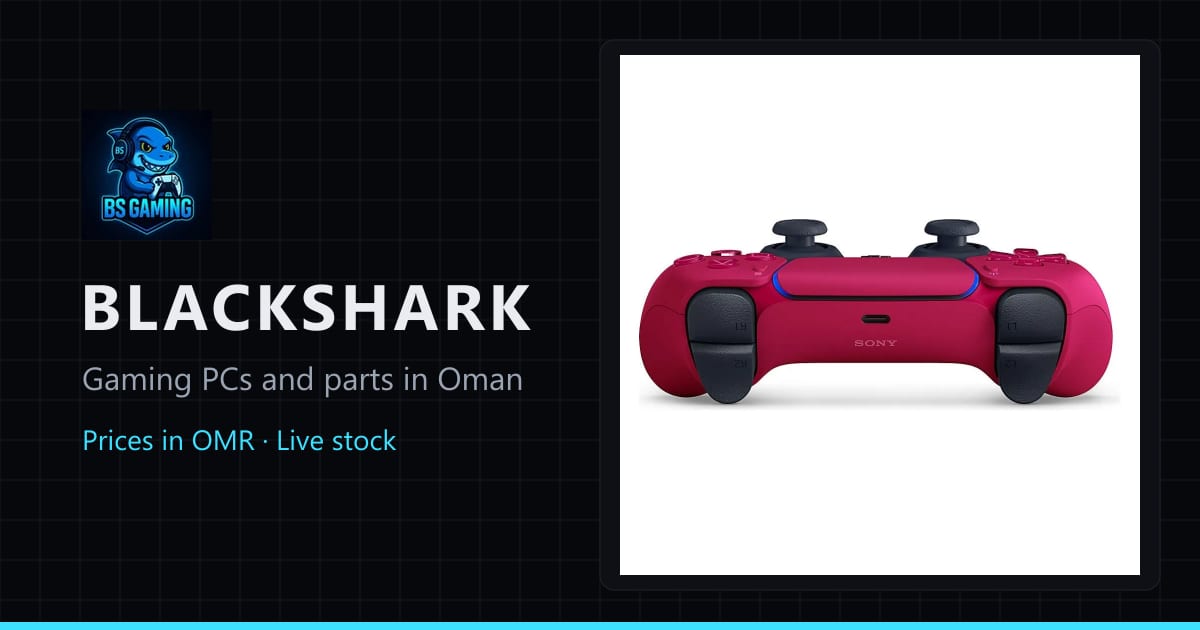 BS
BS GAMING
BLACKSHARK
Gaming PCs and parts in Oman
Prices in OMR · Live stock
SONY